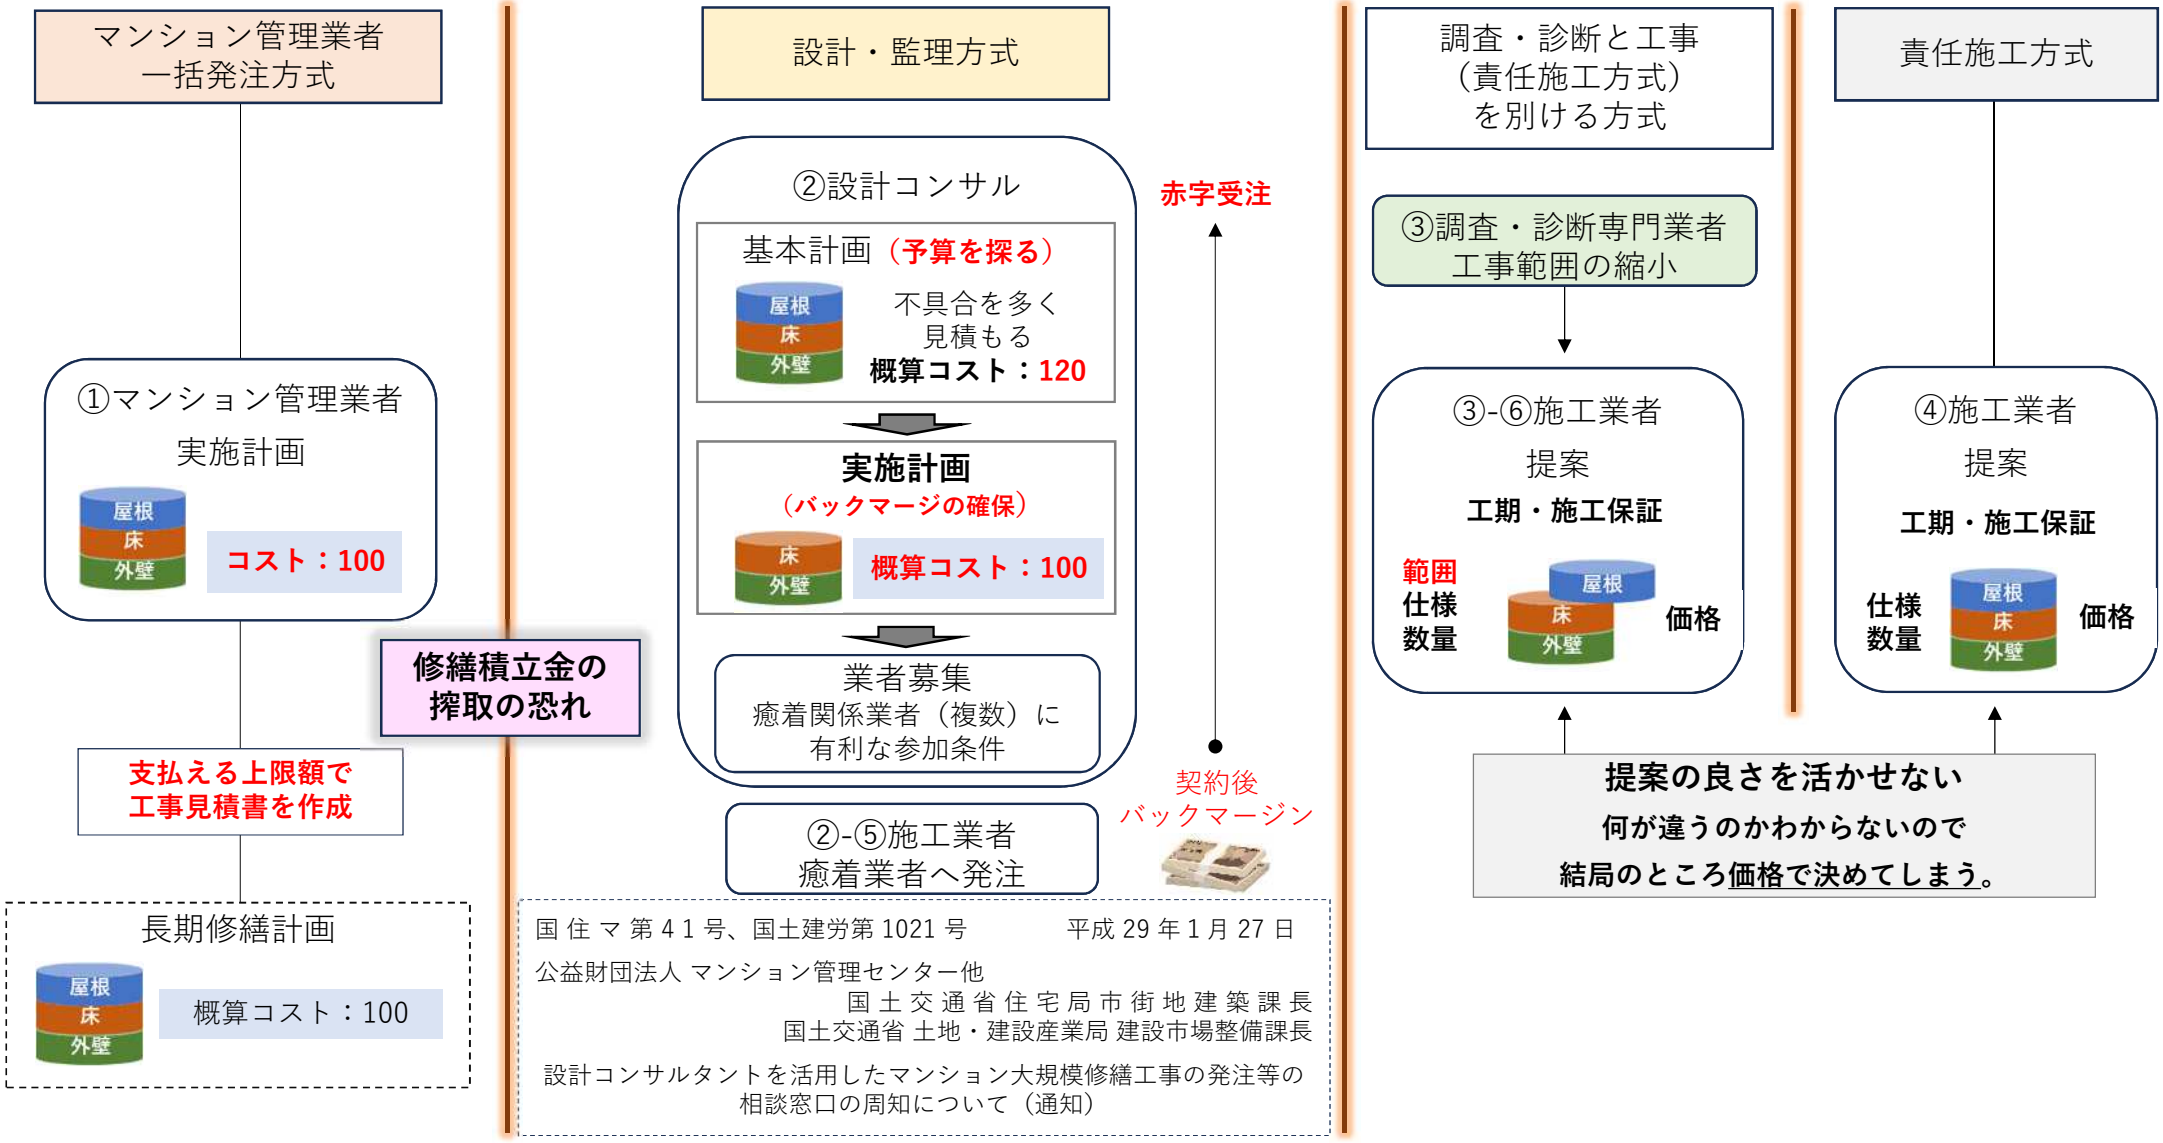 マンション管理業者
一括発注方式
①マンション管理業者
実施計画
屋根
床
外壁
コスト：100
支払える上限額で
工事見積書を作成
長期修繕計画
屋根
床
外壁
概算コスト：100
修繕積立金の
搾取の恐れ
設計・監理方式
②設計コンサル
基本計画（予算を探る）
屋根
床
外壁
不具合を多く
見積もる
概算コスト：120
実施計画
（バックマージの確保）
床
外壁
概算コスト：100
業者募集
癒着関係業者（複数）に
有利な参加条件
②-⑤施工業者
癒着業者へ発注
赤字受注
契約後
バックマージン
国 住 マ 第 4 1 号、国土建労第 1021 号 平成 29 年 1 月 27 日
公益財団法人 マンション管理センター他
国 土 交 通 省 住 宅 局 市 街 地 建 築 課 長
国土交通省 土地・建設産業局 建設市場整備課長
設計コンサルタントを活用したマンション大規模修繕工事の発注等の
相談窓口の周知について（通知）
調査・診断と工事
（責任施工方式）
を別ける方式
③調査・診断専門業者
工事範囲の縮小
③-⑥施工業者
提案
工期・施工保証
範囲
仕様
数量
屋根
床
外壁
価格
責任施工方式
④施工業者
提案
工期・施工保証
仕様
数量
屋根
床
外壁
価格
提案の良さを活かせない
何が違うのかわからないので
結局のところ価格で決めてしまう。